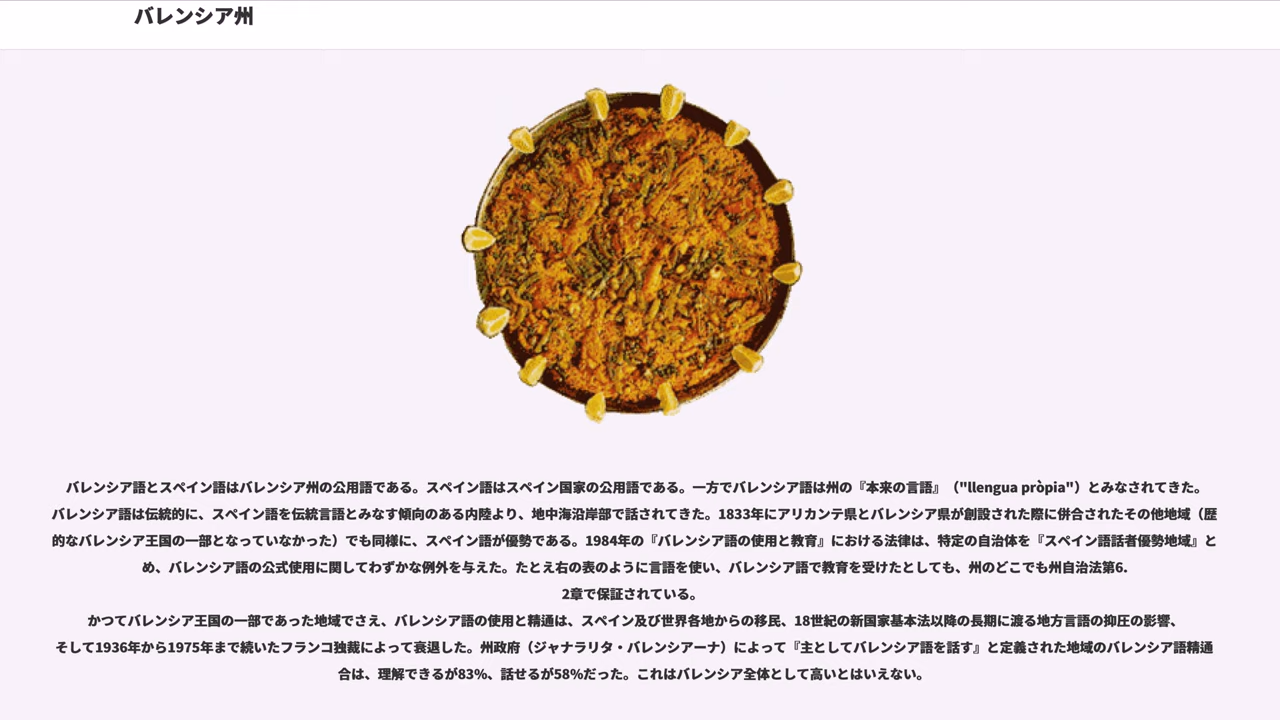 バレンシア州
バレンシア語とスペイン語はバレンシア州の公用語である。スペイン語はスペイン国家の公用語である。一方でバレンシア語は州の『本来の言語』（"llengua pròpia"）とみなされてきた。
バレンシア語は伝統的に、スペイン語を伝統言語とみなす傾向のある内陸より、地中海沿岸部で話されてきた。1833年にアリカンテ県とバレンシア県が創設された際に併合されたその他地域（歴
的なバレンシア王国の一部となっていなかった）でも同様に、スペイン語が優勢である。1984年の『バレンシア語の使用と教育』における法律は、特定の自治体を『スペイン語話者優勢地域』と
め、バレンシア語の公式使用に関してわずかな例外を与えた。たとえ右の表のように言語を使い、バレンシア語で教育を受けたとしても、州のどこでも州自治法第6.
2章で保証されている。
かつてバレンシア王国の一部であった地域でさえ、バレンシア語の使用と精通は、スペイン及び世界各地からの移民、18世紀の新国家基本法以降の長期に渡る地方言語の抑圧の影響、
そして1936年から1975年まで続いたフランコ独裁によって衰退した。州政府（ジャナラリタ・バレンシアーナ）によって『主としてバレンシア語を話す』と定義された地域のバレンシア語精通
合は、理解できるが83%、話せるが58%だった。これはバレンシア全体として高いとはいえない。